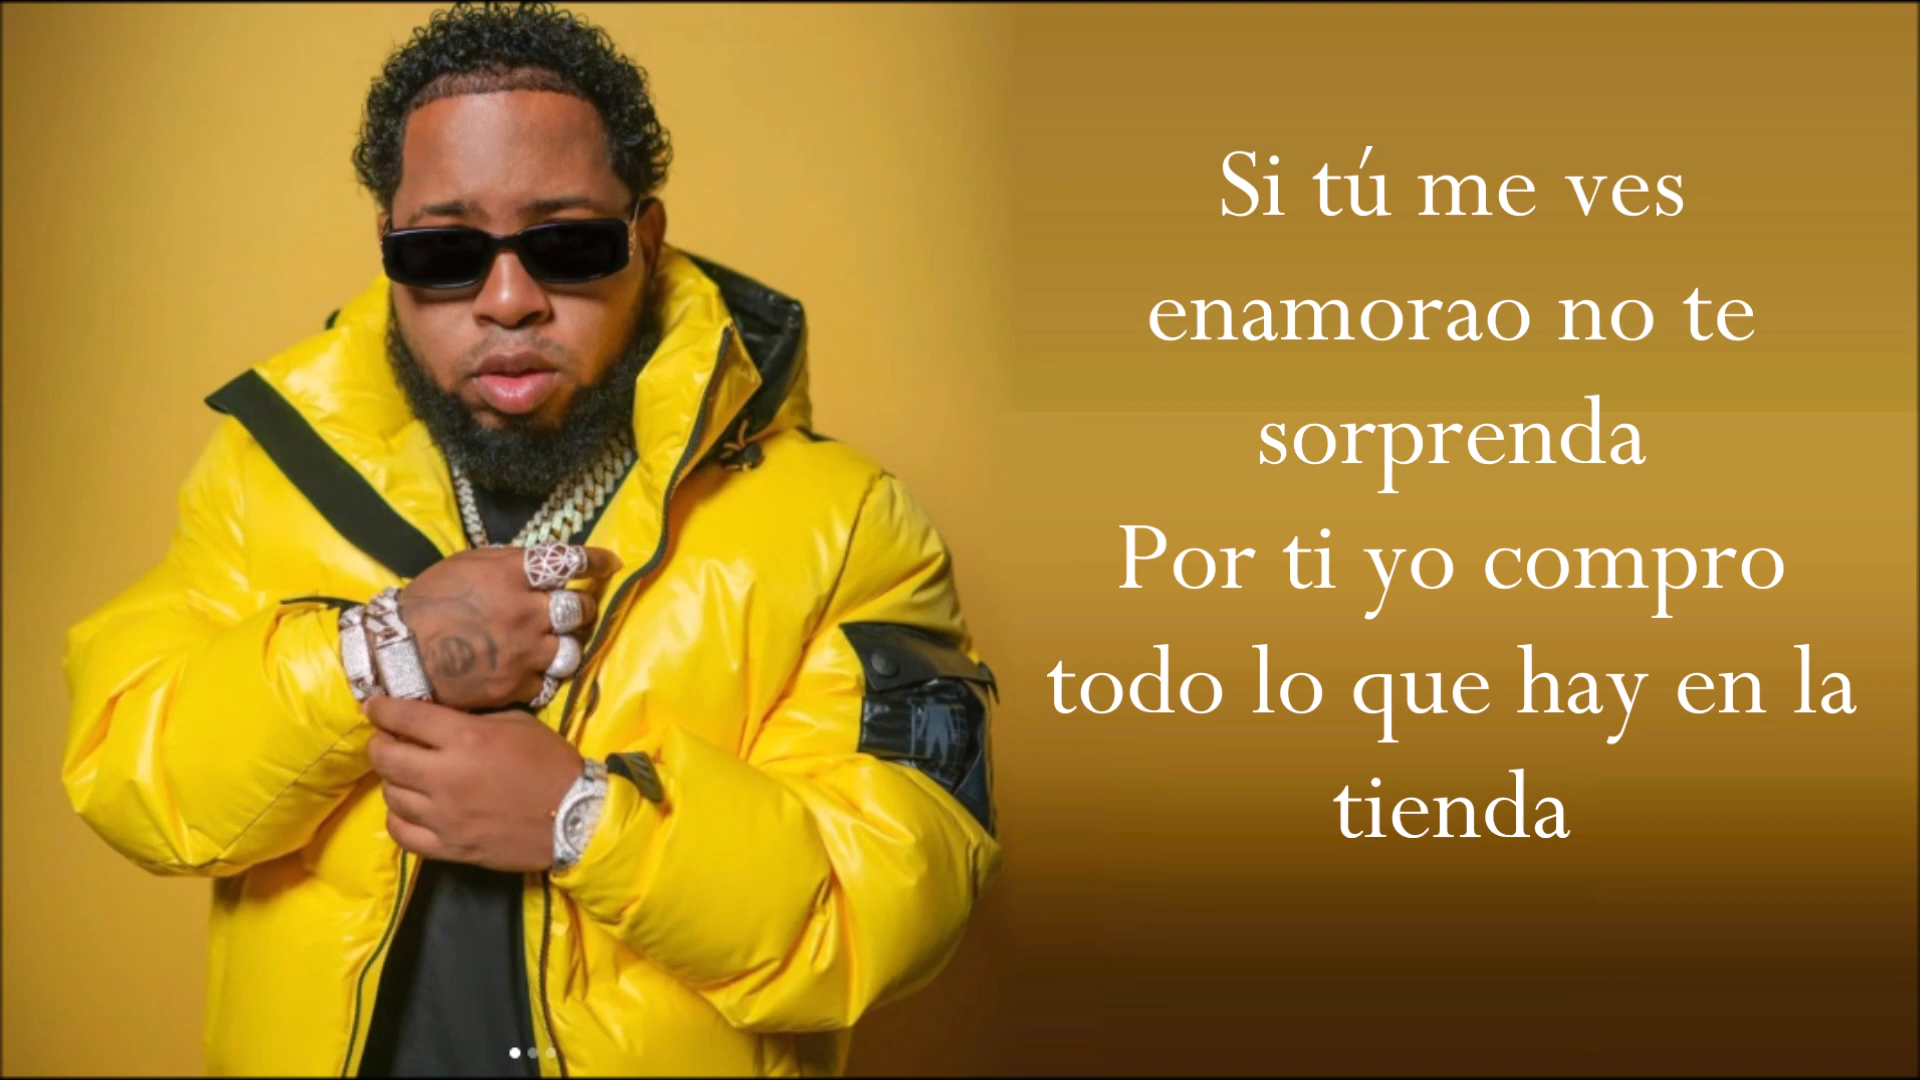 Si tú me ves
enamorao no te
sorprenda
Por ti yo compro
todo lo que hay en la
tienda